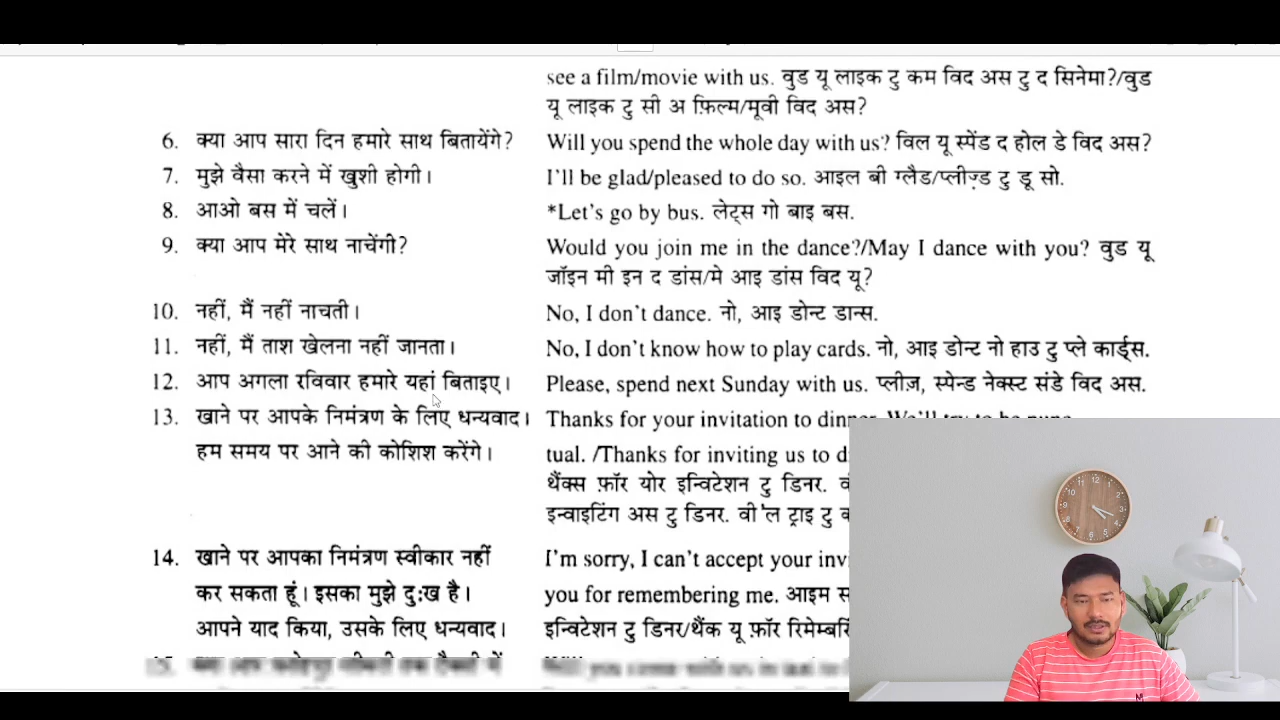 see a film/movie with us. वुड यू लाइक टु कम विद अस टु द सिनेमा?/वुड
यू लाइक टु सी अ फ़िल्म/मूवी विद अस?
6. क्या आप सारा दिन हमारे साथ बितायेंगे? Will you spend the whole day with us? विल यू स्पेंड द होल डे विद अस?
7. मुझे वैसा करने में खुशी होगी। I'll be glad/pleased to do so. आइल बी ग्लैड/प्लीज़्ड टु डू सो.
8. आओ बस में चलें। *Let's go by bus. लेट्स गो बाइ बस.
9. क्या आप मेरे साथ नाचेंगी? Would you join me in the dance?/May I dance with you? वुड यू
जॉइन मी इन द डांस/मे आइ डांस विद यू?
10. नहीं, मैं नहीं नाचती। No, I don't dance. नो, आइ डोन्ट डान्स.
11. नहीं, मैं ताश खेलना नहीं जानता। No, I don't know how to play cards. नो, आइ डोन्ट नो हाउ टु प्ले कार्ड्स.
12. आप अगला रविवार हमारे यहां बिताइए। Please, spend next Sunday with us. प्लीज़, स्पेन्ड नेक्स्ट संडे विद अस.
13. खाने पर आपके निमंत्रण के लिए धन्यवाद। Thanks for your invitation to dinner. We'll try to be punc-
हम समय पर आने की कोशिश करेंगे। tual. /Thanks for inviting us to
थैंक्स फ़ॉर योर इन्विटेशन टु डिनर.
इन्वाइटिंग अस टु डिनर. वी'ल ट्राइ टु
14. खाने पर आपका निमंत्रण स्वीकार नहीं I'm sorry, I can't accept your
कर सकता हूं। इसका मुझे दुःख है। you for remembering me. आइम
आपने याद किया, उसके लिए धन्यवाद। इन्विटेशन टु डिनर/थैंक यू फ़ॉर